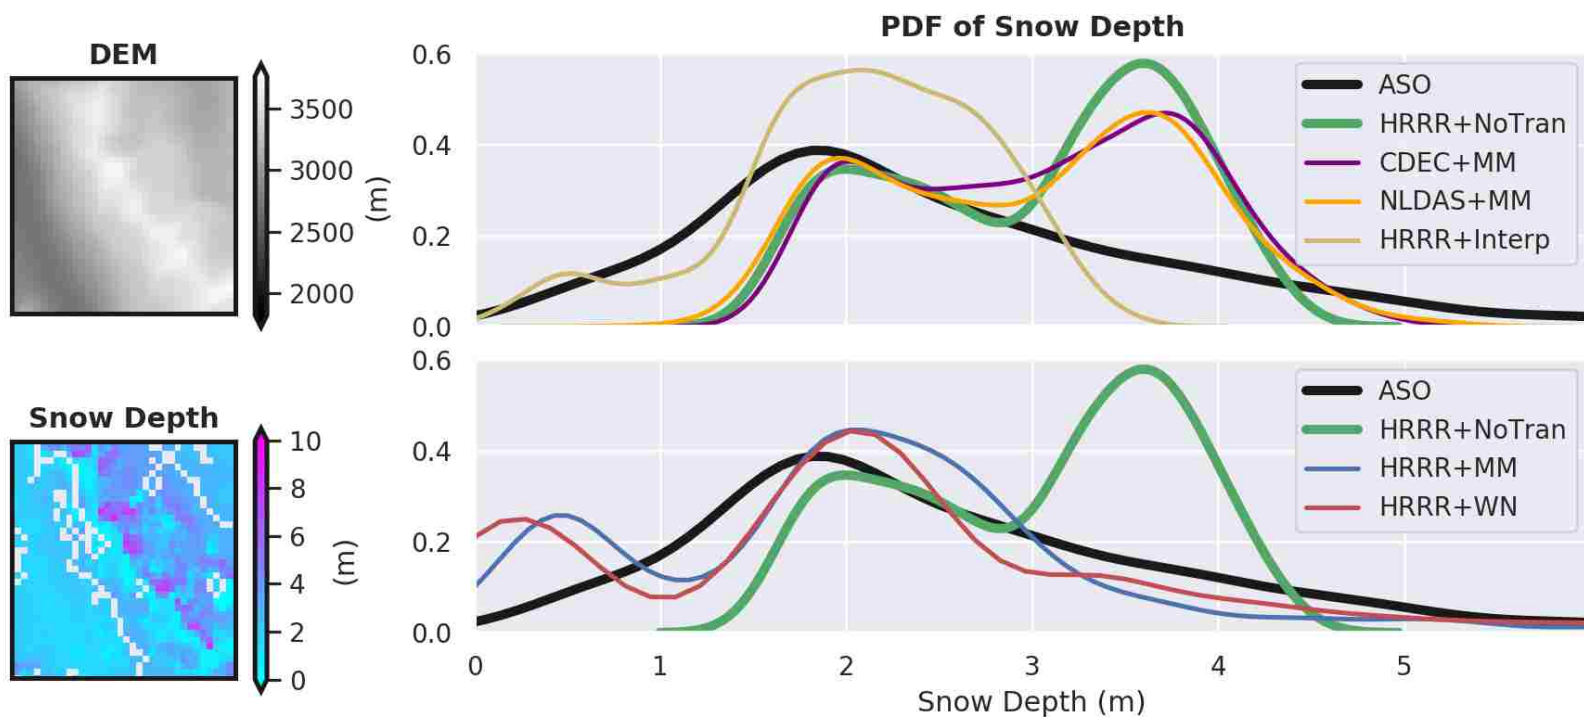 DEM
3500
3000
2500
2000
(m)
PDF of Snow Depth
0.6
0.4
0.2
0.0
ASO
HRRR+NoTran
CDEC+MM
NLDAS+MM
HRRR+Interp
Snow Depth
10
8
6
4
2
0
(m)
0.6
0.4
0.2
0.0
ASO
HRRR+NoTran
HRRR+MM
HRRR+WN
0 1 2 3 4 5
Snow Depth (m)